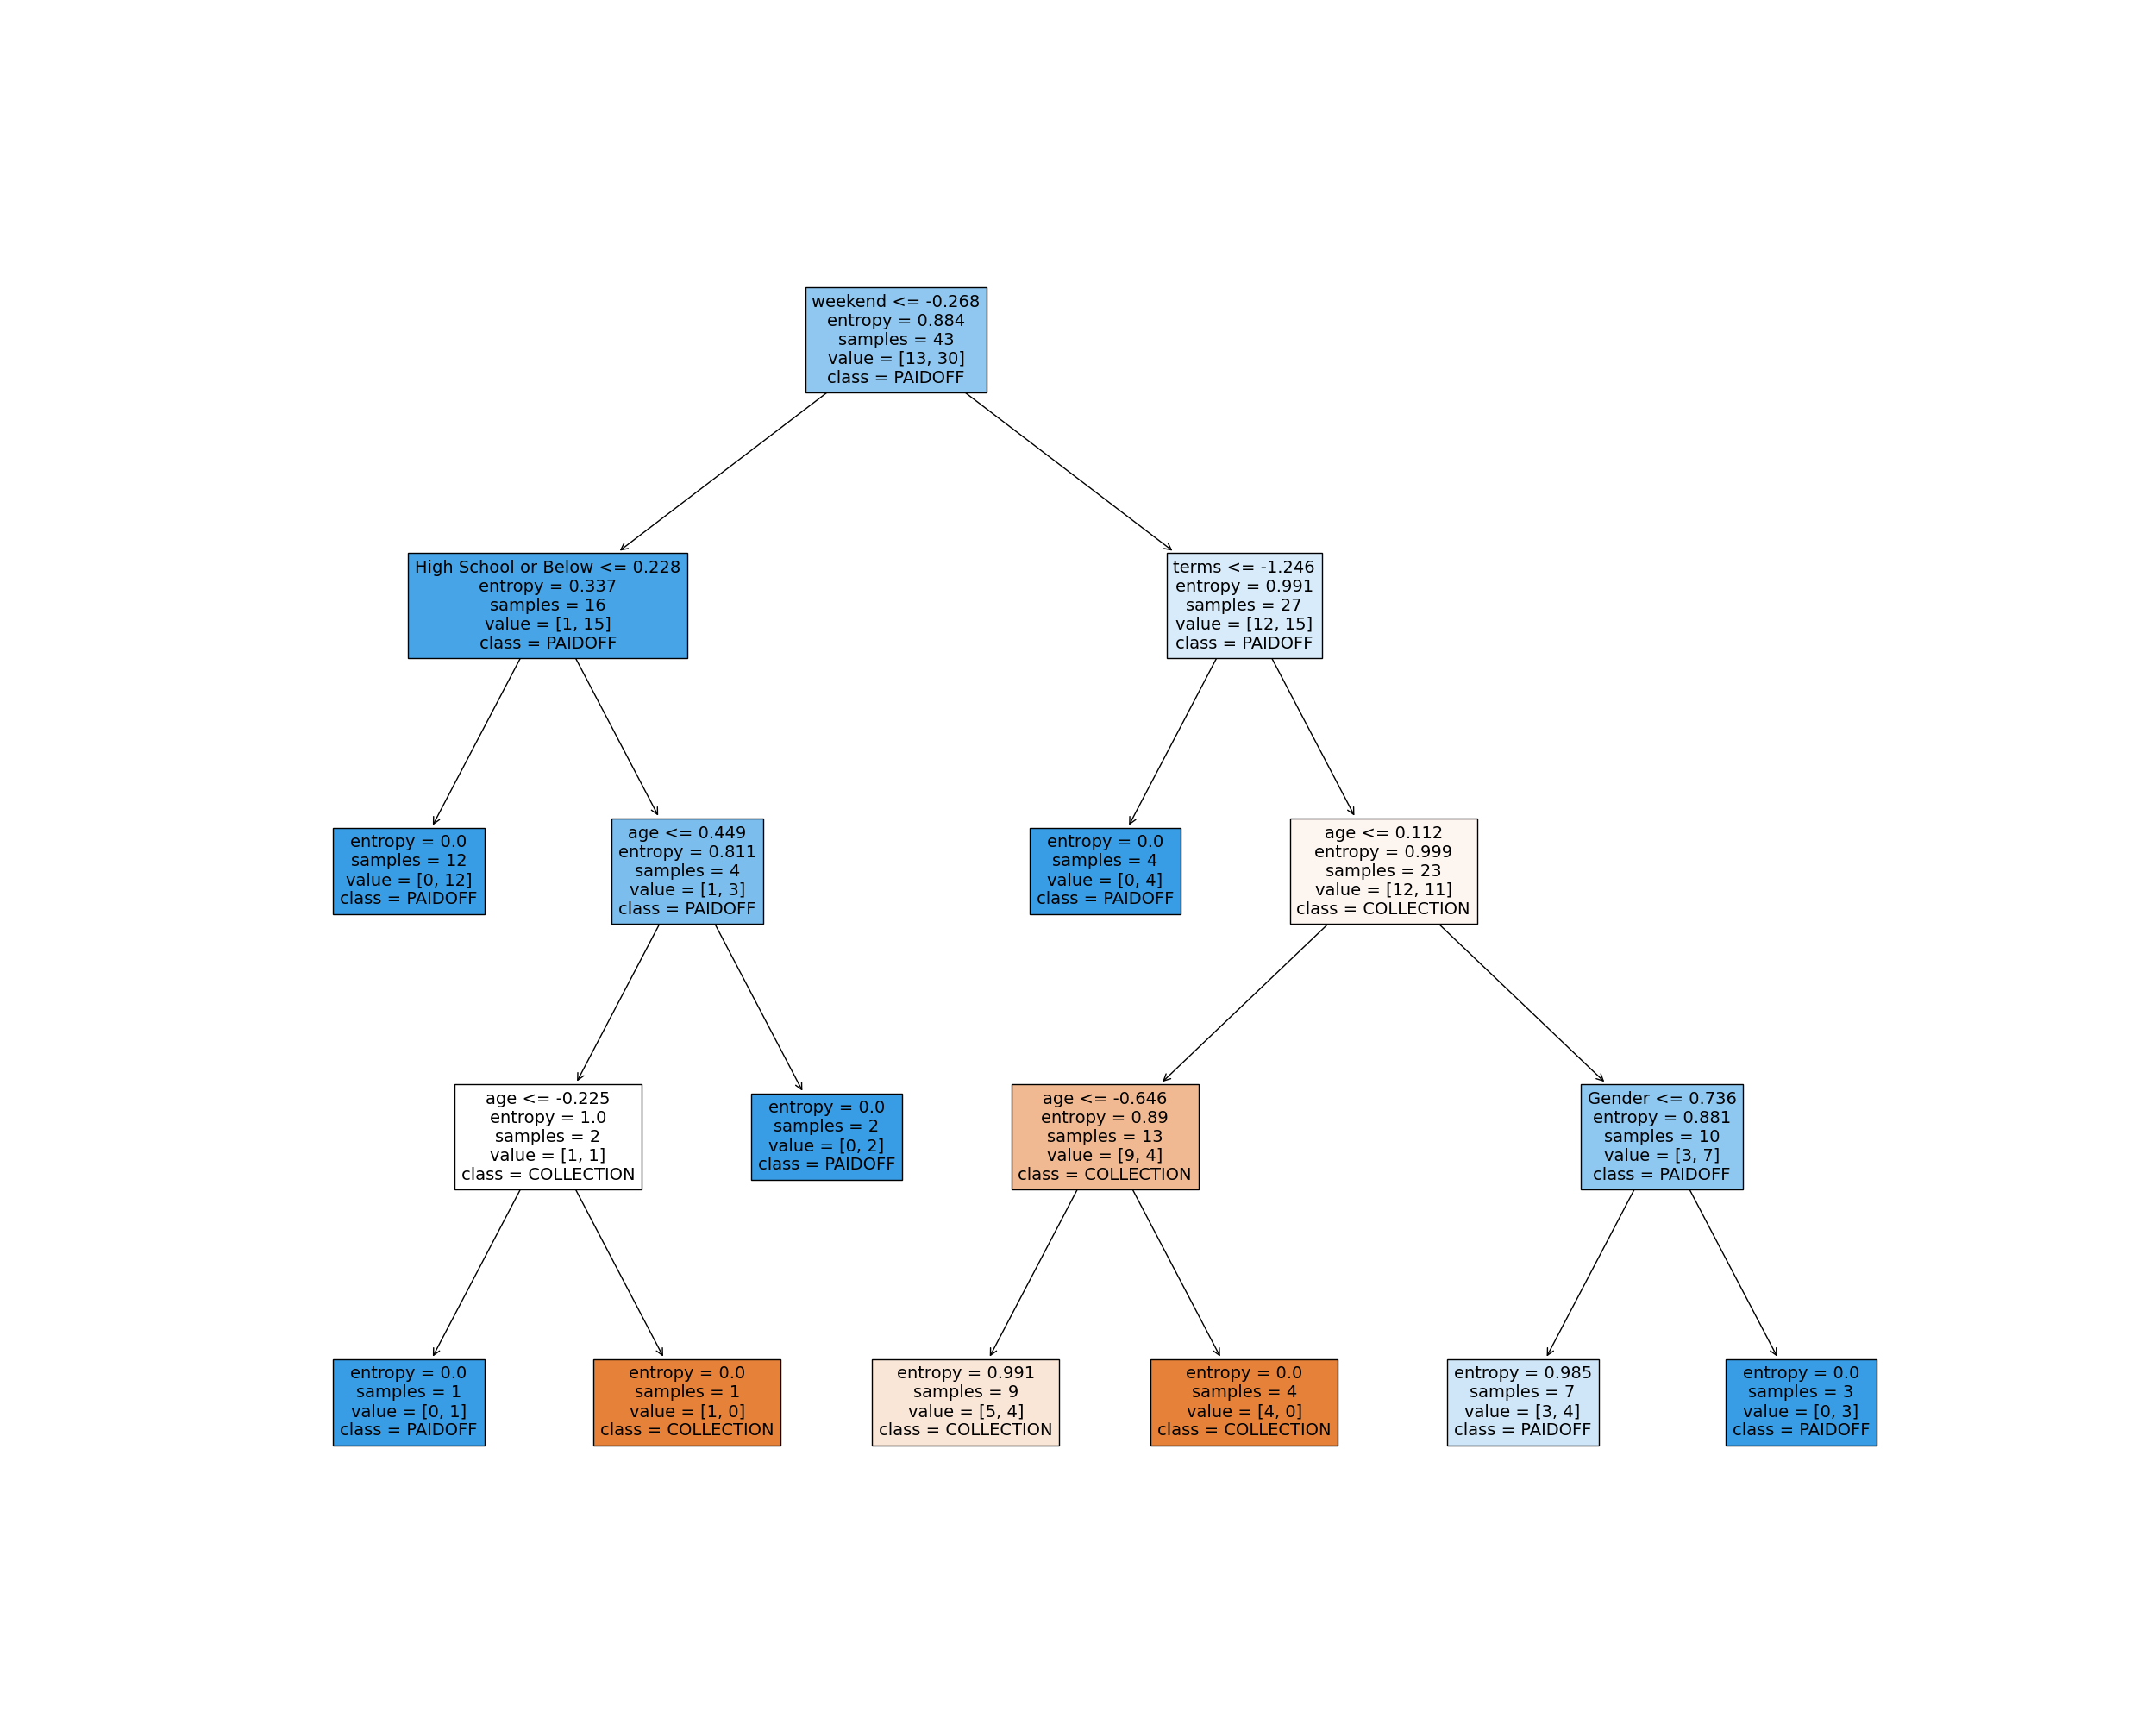 weekend <= -0.268
entropy = 0.884
samples = 43
value = [13, 30]
class = PAIDOFF
High School or Below <= 0.228
entropy = 0.337
samples = 16
value = [1, 15]
class = PAIDOFF
terms <= -1.246
entropy = 0.991
samples = 27
value = [12, 15]
class = PAIDOFF
entropy = 0.0
samples = 12
value = [0, 12]
class = PAIDOFF
age <= 0.449
entropy = 0.811
samples = 4
value = [1, 3]
class = PAIDOFF
entropy = 0.0
samples = 4
value = [0, 4]
class = PAIDOFF
age <= 0.112
entropy = 0.999
samples = 23
value = [12, 11]
class = COLLECTION
age <= -0.225
entropy = 1.0
samples = 2
value = [1, 1]
class = COLLECTION
entropy = 0.0
samples = 2
value = [0, 2]
class = PAIDOFF
age <= -0.646
entropy = 0.89
samples = 13
value = [9, 4]
class = COLLECTION
Gender <= 0.736
entropy = 0.881
samples = 10
value = [3, 7]
class = PAIDOFF
entropy = 0.0
samples = 1
value = [0, 1]
class = PAIDOFF
entropy = 0.0
samples = 1
value = [1, 0]
class = COLLECTION
entropy = 0.991
samples = 9
value = [5, 4]
class = COLLECTION
entropy = 0.0
samples = 4
value = [4, 0]
class = COLLECTION
entropy = 0.985
samples = 7
value = [3, 4]
class = PAIDOFF
entropy = 0.0
samples = 3
value = [0, 3]
class = PAIDOFF